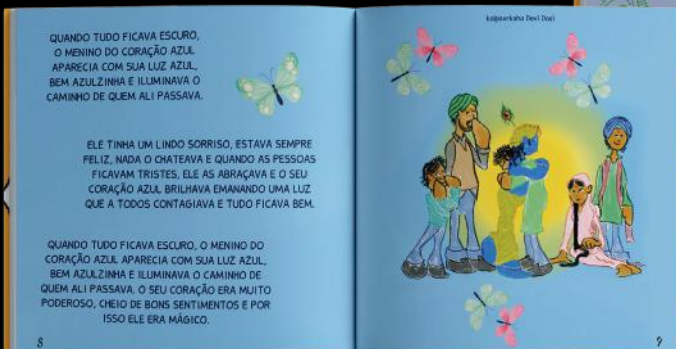 QUANDO TUDO FICAVA ESCURO,
O MENINO DO CORAÇÃO AZUL
APARECIA COM SUA LUZ AZUL,
BEM AZULZINHA E ILUMINAVA O
CAMINHO DE QUEM ALI PASSAVA.
ELE TINHA UM LINDO SORRISO, ESTAVA SEMPRE
FELIZ, NADA O CHATEAVA E QUANDO AS PESSOAS
FICAVAM TRISTES, ELE AS ABRAÇAVA E O SEU
CORAÇÃO AZUL BRILHAVA EMANANDO UMA LUZ
QUE A TODOS CONTAGIAVA E TUDO FICAVA BEM.
QUANDO TUDO FICAVA ESCURO, O MENINO DO
CORAÇÃO AZUL APARECIA COM SUA LUZ AZUL,
BEM AZULZINHA E ILUMINAVA O CAMINHO DE
QUEM ALI PASSAVA. O SEU CORAÇÃO ERA MUITO
PODEROSO, CHEIO DE BONS SENTIMENTOS E POR
ISSO ELE ERA MÁGICO.
8
Devi Dasi
9